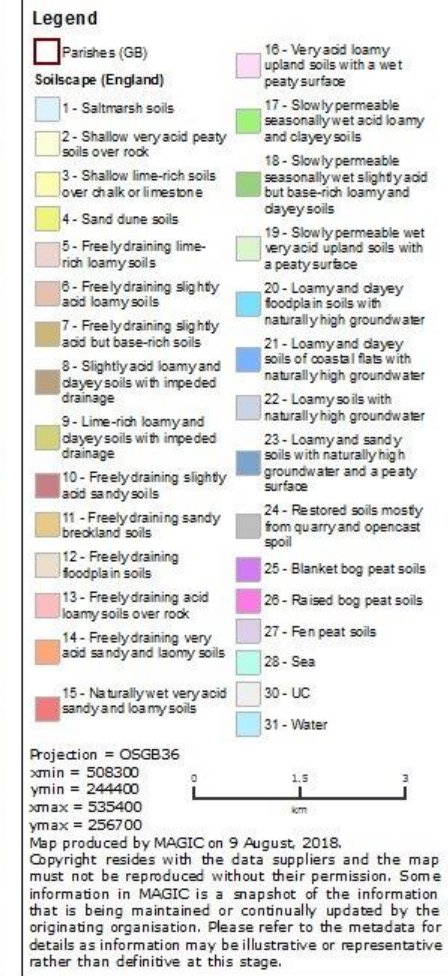 Legend
Parishes (GB)
Soilscape (England)
1 - Saltmarsh soils
2 - Shallow very acid peaty
soils over rock
3 - Shallow lime-rich soils
over chalk or limestone
4 - Sand dune soils
5 - Freely draining lime-
rich loamy soils
6 - Freely draining slightly
acid loamy soils
7 - Freely draining slightly
acid but base-rich soils
8 - Slightly acid loamy and
clayey soils with impeded
drainage
9 - Lime-rich loamy and
clayey soils with impeded
drainage
10 - Freely draining slightly
acid sandy soils
11 - Freely draining sandy
breckland soils
12 - Freely draining
floodplain soils
13 - Freely draining acid
loamy soils over rock
14 - Freely draining very
acid sandy and laomy soils
15 - Naturally wet very acid
sandy and loamy soils
16 - Very acid loamy
upland soils with a wet
peaty surface
17 - Slowly permeable
seasonally wet acid loamy
and clayey soils
18 - Slowly permeable
seasonally wet slightly acid
but base-rich loamy and
clayey soils
19 - Slowly permeable wet
very acid upland soils with
a peaty surface
20 - Loamy and clayey
floodplain soils with
naturally high groundwater
21 - Loamy and clayey
soils of coastal flats with
naturally high groundwater
22 - Loamy soils with
naturally high groundwater
23 - Loamy and sandy
soils with naturally high
groundwater and a peaty
surface
24 - Restored soils mostly
from quarry and opencast
spoil
25 - Blanket bog peat soils
26 - Raised bog peat soils
27 - Fen peat soils
28 - Sea
30 - UC
31 - Water
Projection = OSGB36
xmin = 508300
ymin = 244400
xmax = 535400
ymax = 256700
0 1.5 3
km
Map produced by MAGIC on 9 August, 2018.
Copyright resides with the data suppliers and the map
must not be reproduced without their permission. Some
information in MAGIC is a snapshot of the information
that is being maintained or continually updated by the
originating organisation. Please refer to the metadata for
details as information may be illustrative or representative
rather than definitive at this stage.